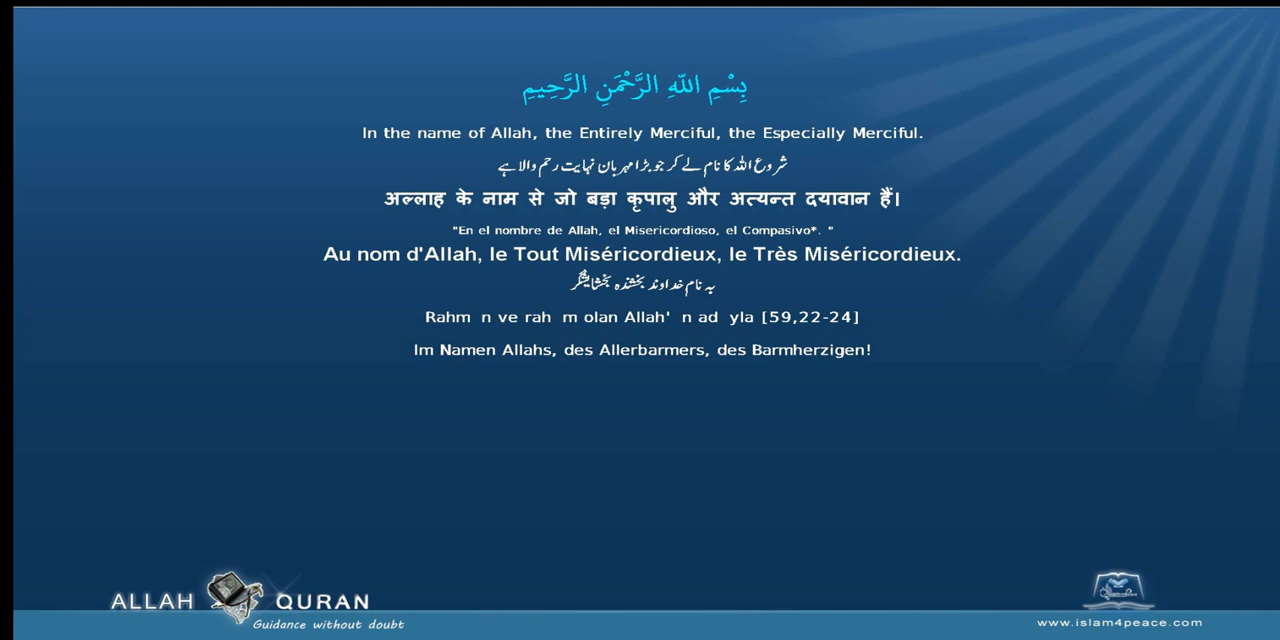 بِسْمِ اللّهِ الرَّحْمَنِ الرَّحِيمِ
In the name of Allah, the Entirely Merciful, the Especially Merciful.
شروع الله کا نام لے کر جو بڑا مہربان نہایت رحم والا ہے
अल्लाह के नाम से जो बड़ा कृपालु और अत्यन्त दयावान हैं।
"En el nombre de Allah, el Misericordioso, el Compasivo*. "
Au nom d'Allah, le Tout Miséricordieux, le Très Miséricordieux.
به نام خداوند بخشنده بخشایشگر
Rahm n ve rah m olan Allah' n ad yla [59,22-24]
Im Namen Allahs, des Allerbarmers, des Barmherzigen!
ALLAH QURAN
Guidance without doubt
www.islam4peace.com